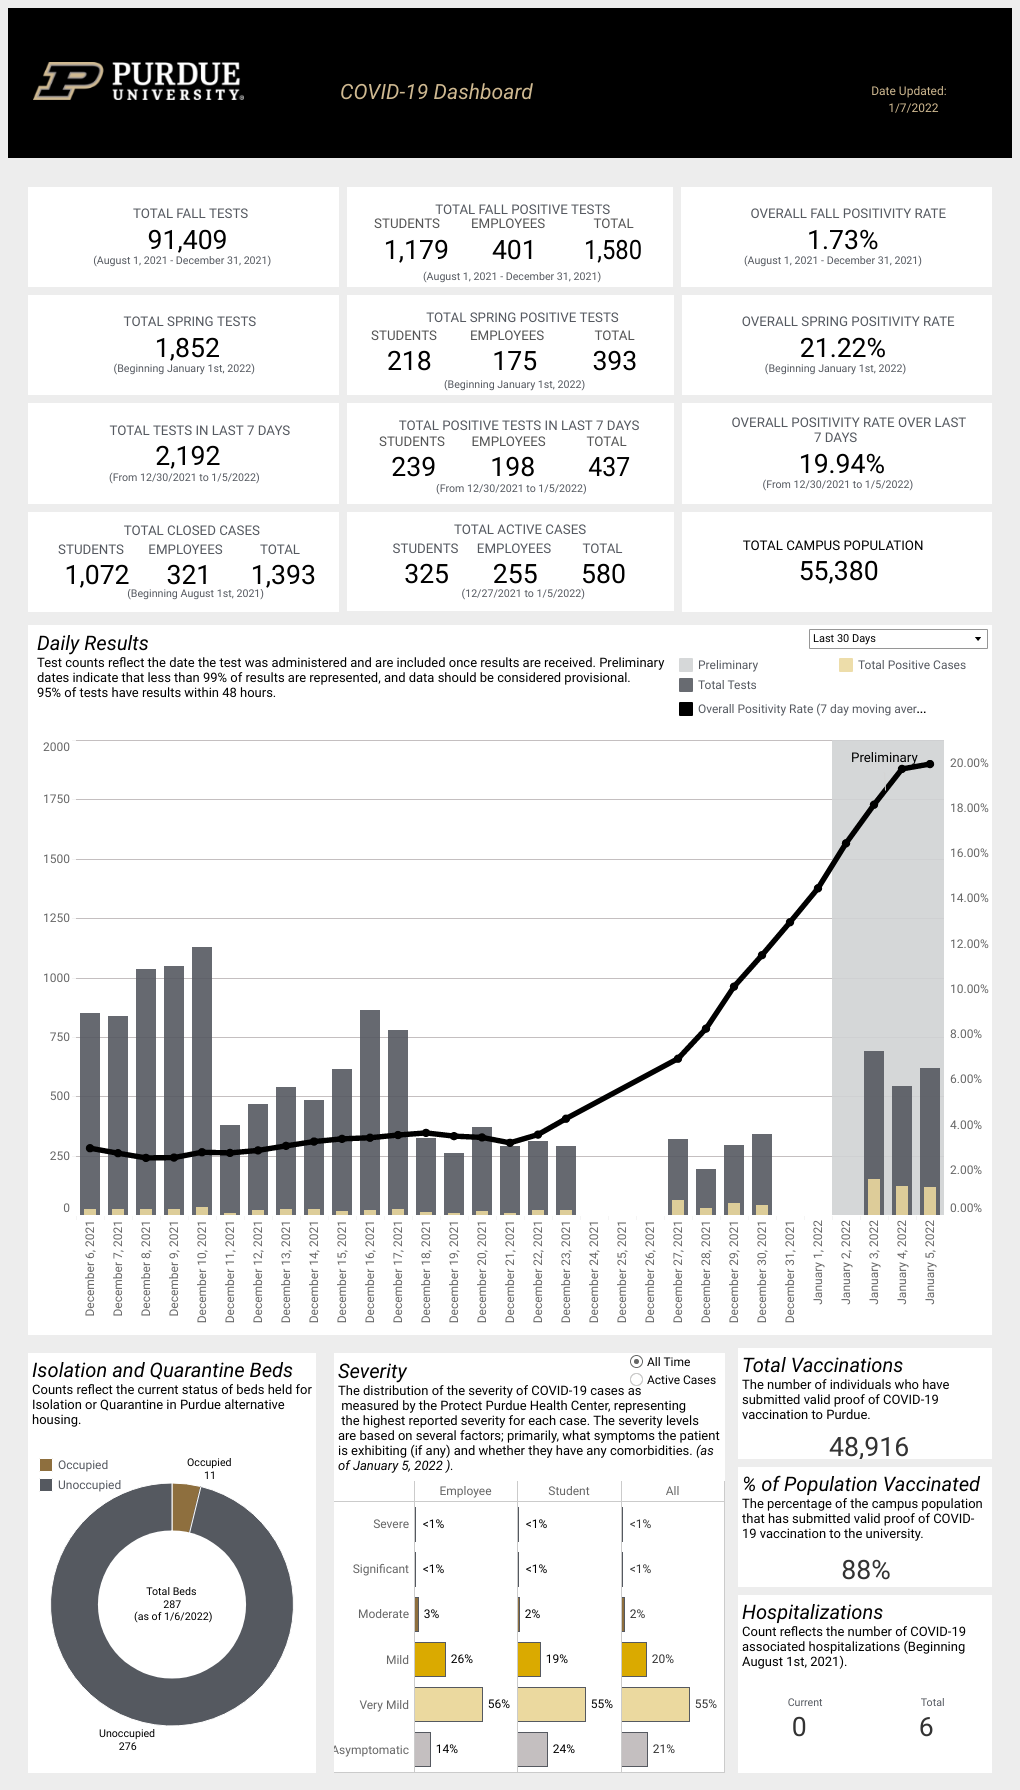 PURDUE
UNIVERSITY®
COVID-19 Dashboard
Date Updated:
1/7/2022
TOTAL FALL TESTS
91,409
(August 1, 2021 - December 31, 2021)
TOTAL FALL POSITIVE TESTS
STUDENTS EMPLOYEES TOTAL
1,179 401 1,580
(August 1, 2021 - December 31, 2021)
OVERALL FALL POSITIVITY RATE
1.73%
(August 1, 2021 - December 31, 2021)
TOTAL SPRING TESTS
1,852
(Beginning January 1st, 2022)
TOTAL SPRING POSITIVE TESTS
STUDENTS EMPLOYEES TOTAL
218 175 393
(Beginning January 1st, 2022)
OVERALL SPRING POSITIVITY RATE
21.22%
(Beginning January 1st, 2022)
TOTAL TESTS IN LAST 7 DAYS
2,192
(From 12/30/2021 to 1/5/2022)
TOTAL POSITIVE TESTS IN LAST 7 DAYS
STUDENTS EMPLOYEES TOTAL
239 198 437
(From 12/30/2021 to 1/5/2022)
OVERALL POSITIVITY RATE OVER LAST
7 DAYS
19.94%
(From 12/30/2021 to 1/5/2022)
TOTAL CLOSED CASES
STUDENTS EMPLOYEES TOTAL
1,072 321 1,393
(Beginning August 1st, 2021)
TOTAL ACTIVE CASES
STUDENTS EMPLOYEES TOTAL
325 255 580
(12/27/2021 to 1/5/2022)
TOTAL CAMPUS POPULATION
55,380
Daily Results
Test counts reflect the date the test was administered and are included once results are received. Preliminary
dates indicate that less than 99% of results are represented, and data should be considered provisional.
95% of tests have results within 48 hours.
Last 30 Days
Preliminary
Total Positive Cases
Total Tests
Overall Positivity Rate (7 day moving aver...
Preliminary
2000
1750
1500
1250
1000
750
500
250
0
20.00%
18.00%
16.00%
14.00%
12.00%
10.00%
8.00%
6.00%
4.00%
2.00%
0.00%
December 6, 2021
December 7, 2021
December 8, 2021
December 9, 2021
December 10, 2021
December 11, 2021
December 12, 2021
December 13, 2021
December 14, 2021
December 15, 2021
December 16, 2021
December 17, 2021
December 18, 2021
December 19, 2021
December 20, 2021
December 21, 2021
December 22, 2021
December 23, 2021
December 24, 2021
December 25, 2021
December 26, 2021
December 27, 2021
December 28, 2021
December 29, 2021
December 30, 2021
December 31, 2021
January 1, 2022
January 2, 2022
January 3, 2022
January 4, 2022
January 5, 2022
Isolation and Quarantine Beds
Counts reflect the current status of beds held for
Isolation or Quarantine in Purdue alternative
housing.
Occupied
Unoccupied
Occupied
11
Total Beds
287
(as of 1/6/2022)
Unoccupied
276
Severity
All Time
Active Cases
The distribution of the severity of COVID-19 cases as
measured by the Protect Purdue Health Center, representing
the highest reported severity for each case. The severity levels
are based on several factors; primarily, what symptoms the patient
is exhibiting (if any) and whether they have any comorbidities. (as
of January 5, 2022 ).
Employee Student All
Severe <1% <1% <1%
Significant <1% <1% <1%
Moderate 3% 2% 2%
Mild 26% 19% 20%
Very Mild 56% 55% 55%
Asymptomatic 14% 24% 21%
Total Vaccinations
The number of individuals who have
submitted valid proof of COVID-19
vaccination to Purdue.
48,916
% of Population Vaccinated
The percentage of the campus population
that has submitted valid proof of COVID-
19 vaccination to the university.
88%
Hospitalizations
Count reflects the number of COVID-19
associated hospitalizations (Beginning
August 1st, 2021).
Current Total
0 6